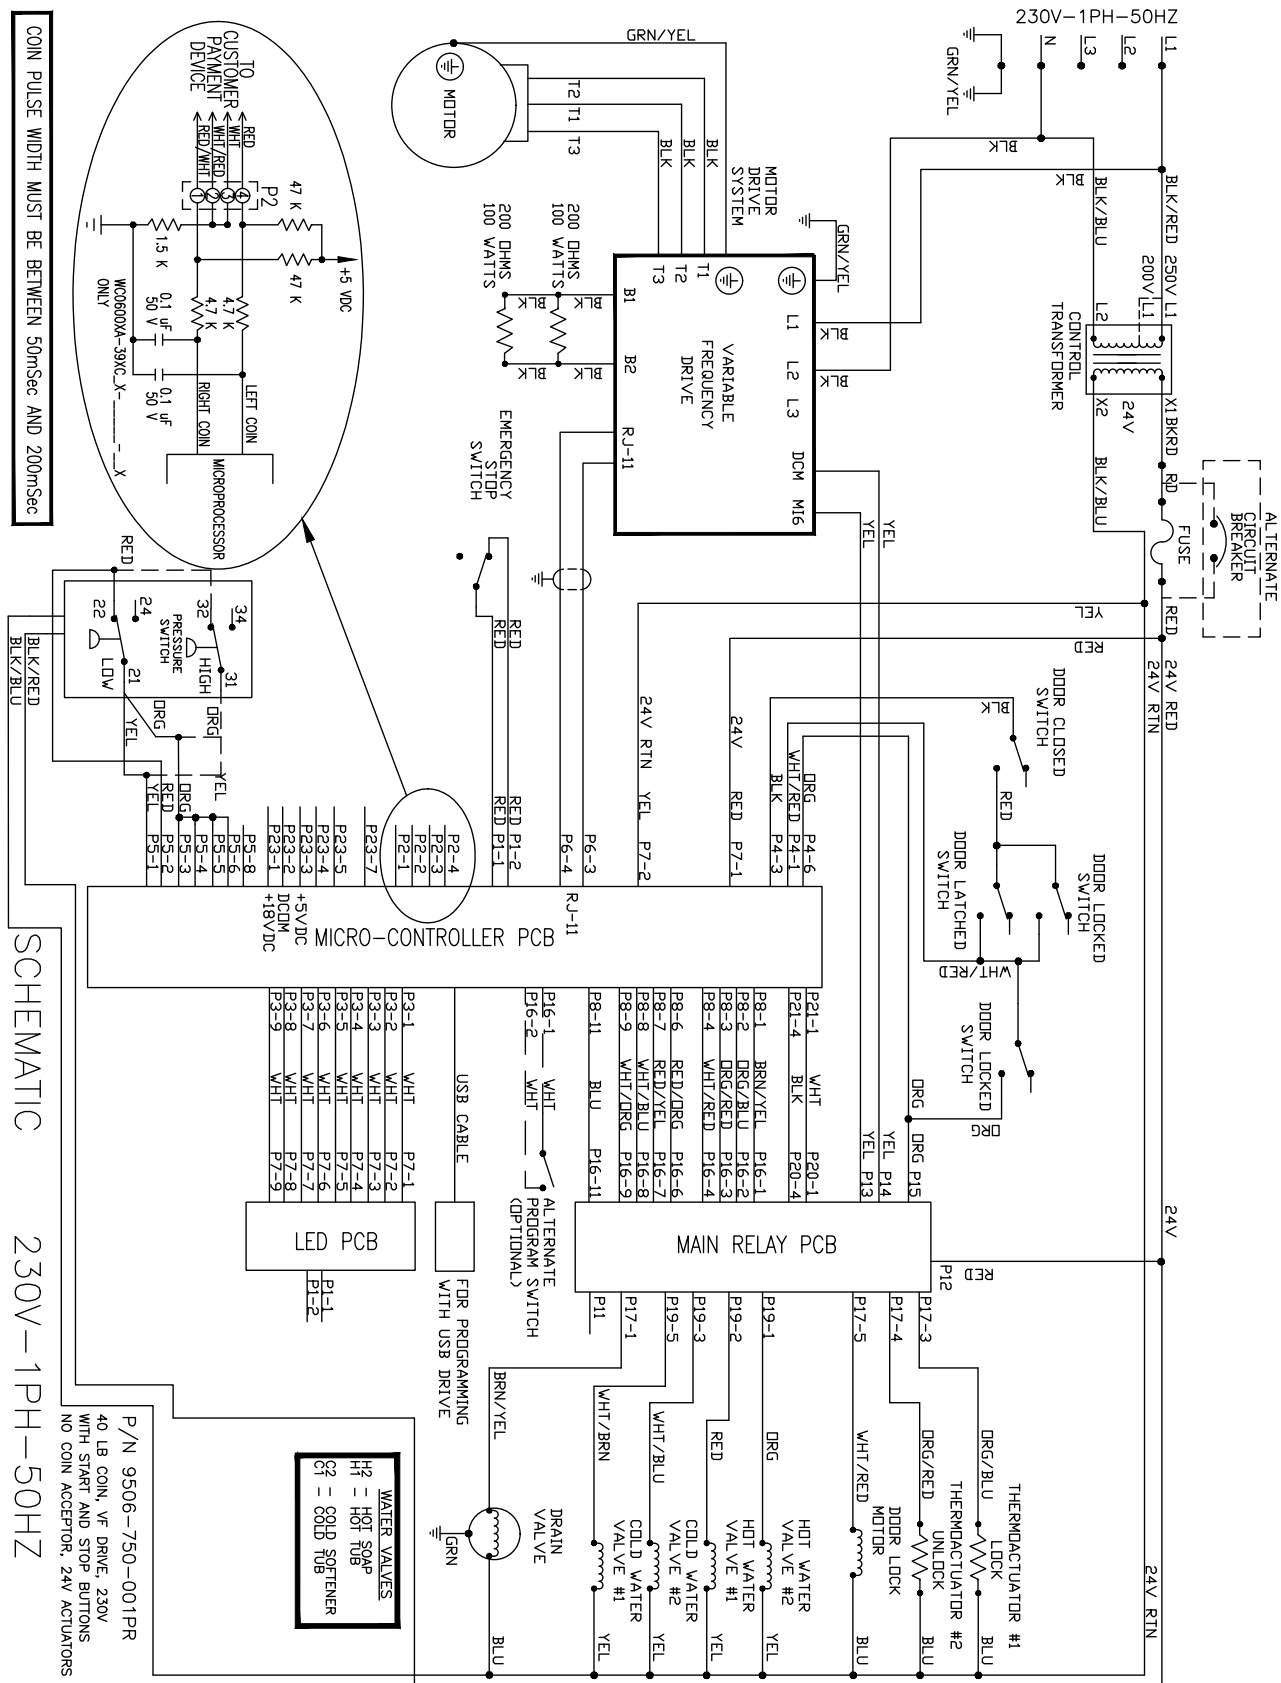 230V-1PH-50HZ
L1
L2
L3
N
GRN/YEL
BLK
BLK
BLK/RED
BLK/BLU
250V
L1
200V
L1
L2
CONTROL
TRANSFORMER
24V
X1
X2
BKRD
BLK/BLU
RD
FUSE
ALTERNATE
CIRCUIT
BREAKER
RED
RED
YEL
24V RED
24V RTN
24V
24V RTN
GRN/YEL
MOTOR
T2
T1
T3
BLK
BLK
BLK
MOTOR
DRIVE
SYSTEM
GRN/YEL
T1
T2
T3
L1
L2
L3
DCM
MI6
BLK
BLK
YEL
YEL
VARIABLE
FREQUENCY
DRIVE
B1
B2
RJ-11
200 OHMS
100 WATTS
200 OHMS
100 WATTS
BLK
BLK
BLK
BLK
EMERGENCY
STOP
SWITCH
RED
RED
TO
CUSTOMER
PAYMENT
DEVICE
RED
WHT
WHT/RED
RED/WHT
P2
4
3
2
1
47 K
47 K
+5 VDC
1.5 K
4.7 K
4.7 K
0.1 uF
50 V
0.1 uF
50 V
WC0600XA-39XC_X-_____-_X
ONLY
LEFT COIN
RIGHT COIN
MICROPROCESSOR
COIN PULSE WIDTH MUST BE BETWEEN 50mSec AND 200mSec
RED
34
32
31
HIGH
PRESSURE
SWITCH
24
22
21
LOW
ORG
ORG
YEL
YEL
BLK/RED
BLK/BLU
DOOR CLOSED
SWITCH
BLK
RED
DOOR LOCKED
SWITCH
DOOR LATCHED
SWITCH
WHT/RED
DOOR LOCKED
SWITCH
ORG
ORG
24V RTN
24V
ORG P4-6
WHT/RED P4-1
BLK P4-3
RED P7-1
YEL P7-2
P6-3
P6-4
RED P1-2
RED P1-1
P2-4
P2-3
P2-2
P2-1
P23-7
P23-5
P23-4
P23-3
P23-2
P23-1
P5-8
P5-6
P5-5
P5-4
ORG P5-3
RED P5-2
YEL P5-1
RJ-11
+5VDC
DCOM
+18VDC
MICRO-CONTROLLER PCB
P21-1 WHT P20-1
P21-4 BLK P20-4
P8-1 BRN/YEL P16-1
P8-2 ORG/BLU P16-2
P8-3 ORG/RED P16-3
P8-4 WHT/RED P16-4
P8-6 RED/ORG P16-6
P8-7 RED/YEL P16-7
P8-8 WHT/BLU P16-8
P8-9 WHT/ORG P16-9
P8-11 BLU P16-11
P16-1 WHT
P16-2 WHT
ALTERNATE
PROGRAM SWITCH
(OPTIONAL)
USB CABLE
FOR PROGRAMMING
WITH USB DRIVE
P3-1 WHT P7-1
P3-2 WHT P7-2
P3-3 WHT P7-3
P3-4 WHT P7-4
P3-5 WHT P7-5
P3-6 WHT P7-6
P3-7 WHT P7-7
P3-8 WHT P7-8
P3-9 WHT P7-9
LED PCB
P1-1
P1-2
ORG P15
YEL P14
YEL P13
MAIN RELAY PCB
P12
RED
P17-3
P17-4
P17-5
P19-1
P19-2
P19-3
P19-5
P17-1
P11
ORG/BLU
THERMOACTUATOR #1
LOCK
BLU
ORG/RED
THERMOACTUATOR #2
UNLOCK
BLU
WHT/RED
DOOR LOCK
MOTOR
BLU
ORG
HOT WATER
VALVE #2
YEL
RED
HOT WATER
VALVE #1
YEL
WHT/BLU
COLD WATER
VALVE #2
YEL
WHT/BRN
COLD WATER
VALVE #1
YEL
BRN/YEL
DRAIN
VALVE
GRN
BLU
WATER VALVES
H2 - HOT SOAP
H1 - HOT TUB
C2 - COLD SOFTENER
C1 - COLD TUB
P/N 9506-750-001PR
40 LB COIN, VF DRIVE, 230V
WITH START AND STOP BUTTONS
NO COIN ACCEPTOR, 24V ACTUATORS
SCHEMATIC 230V-1PH-50HZ